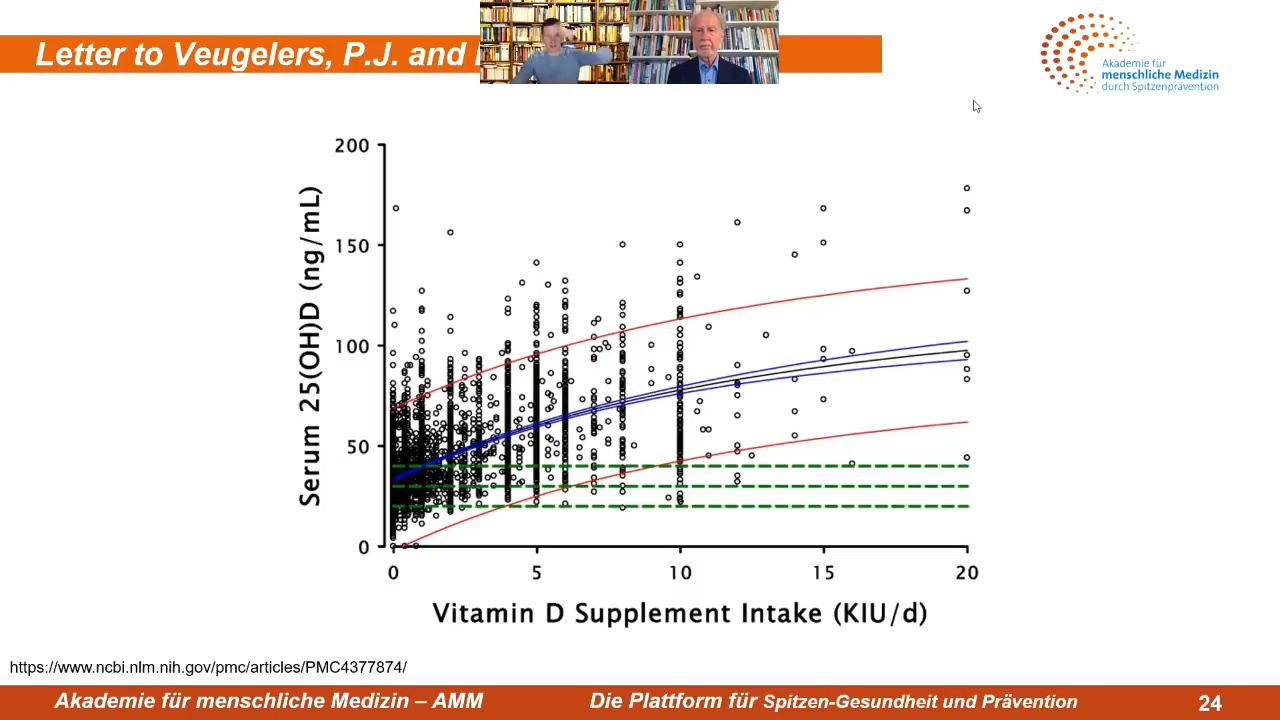 Letter to Veugelers, P.J. and
Akademie für
menschliche Medizin
durch Spitzenprävention
200
150
100
50
0
Serum 25(OH)D (ng/mL)
0 5 10 15 20
Vitamin D Supplement Intake (KIU/d)
https://www.ncbi.nlm.nih.gov/pmc/articles/PMC4377874/
Akademie für menschliche Medizin – AMM Die Plattform für Spitzen-Gesundheit und Prävention 24